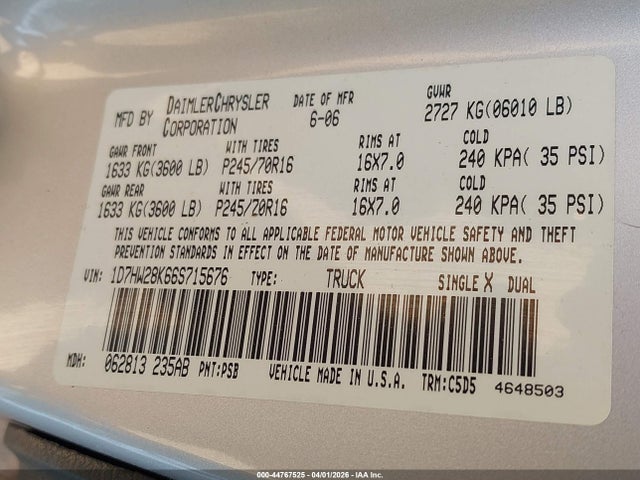 MFD BY DAIMLERCHRYSLER CORPORATION DATE OF MFR 6-06 GVWR 2727 KG(06010 LB)
GAWR FRONT WITH TIRES RIMS AT COLD
1633 KG(3600 LB) P245/70R16 16X7.0 240 KPA( 35 PSI)
GAWR REAR WITH TIRES RIMS AT COLD
1633 KG(3600 LB) P245/70R16 16X7.0 240 KPA( 35 PSI)
THIS VEHICLE CONFORMS TO ALL APPLICABLE FEDERAL MOTOR VEHICLE SAFETY AND THEFT
PREVENTION STANDARDS IN EFFECT ON THE DATE OF MANUFACTURE SHOWN ABOVE.
VIN: 1D7HW28K66S715676 TYPE: TRUCK SINGLE X DUAL
MDH: 062813 235AB PNT:PSB VEHICLE MADE IN U.S.A. TRM:C5D5 4648503
000-44767525 - 04/01/2026 - IAA Inc.